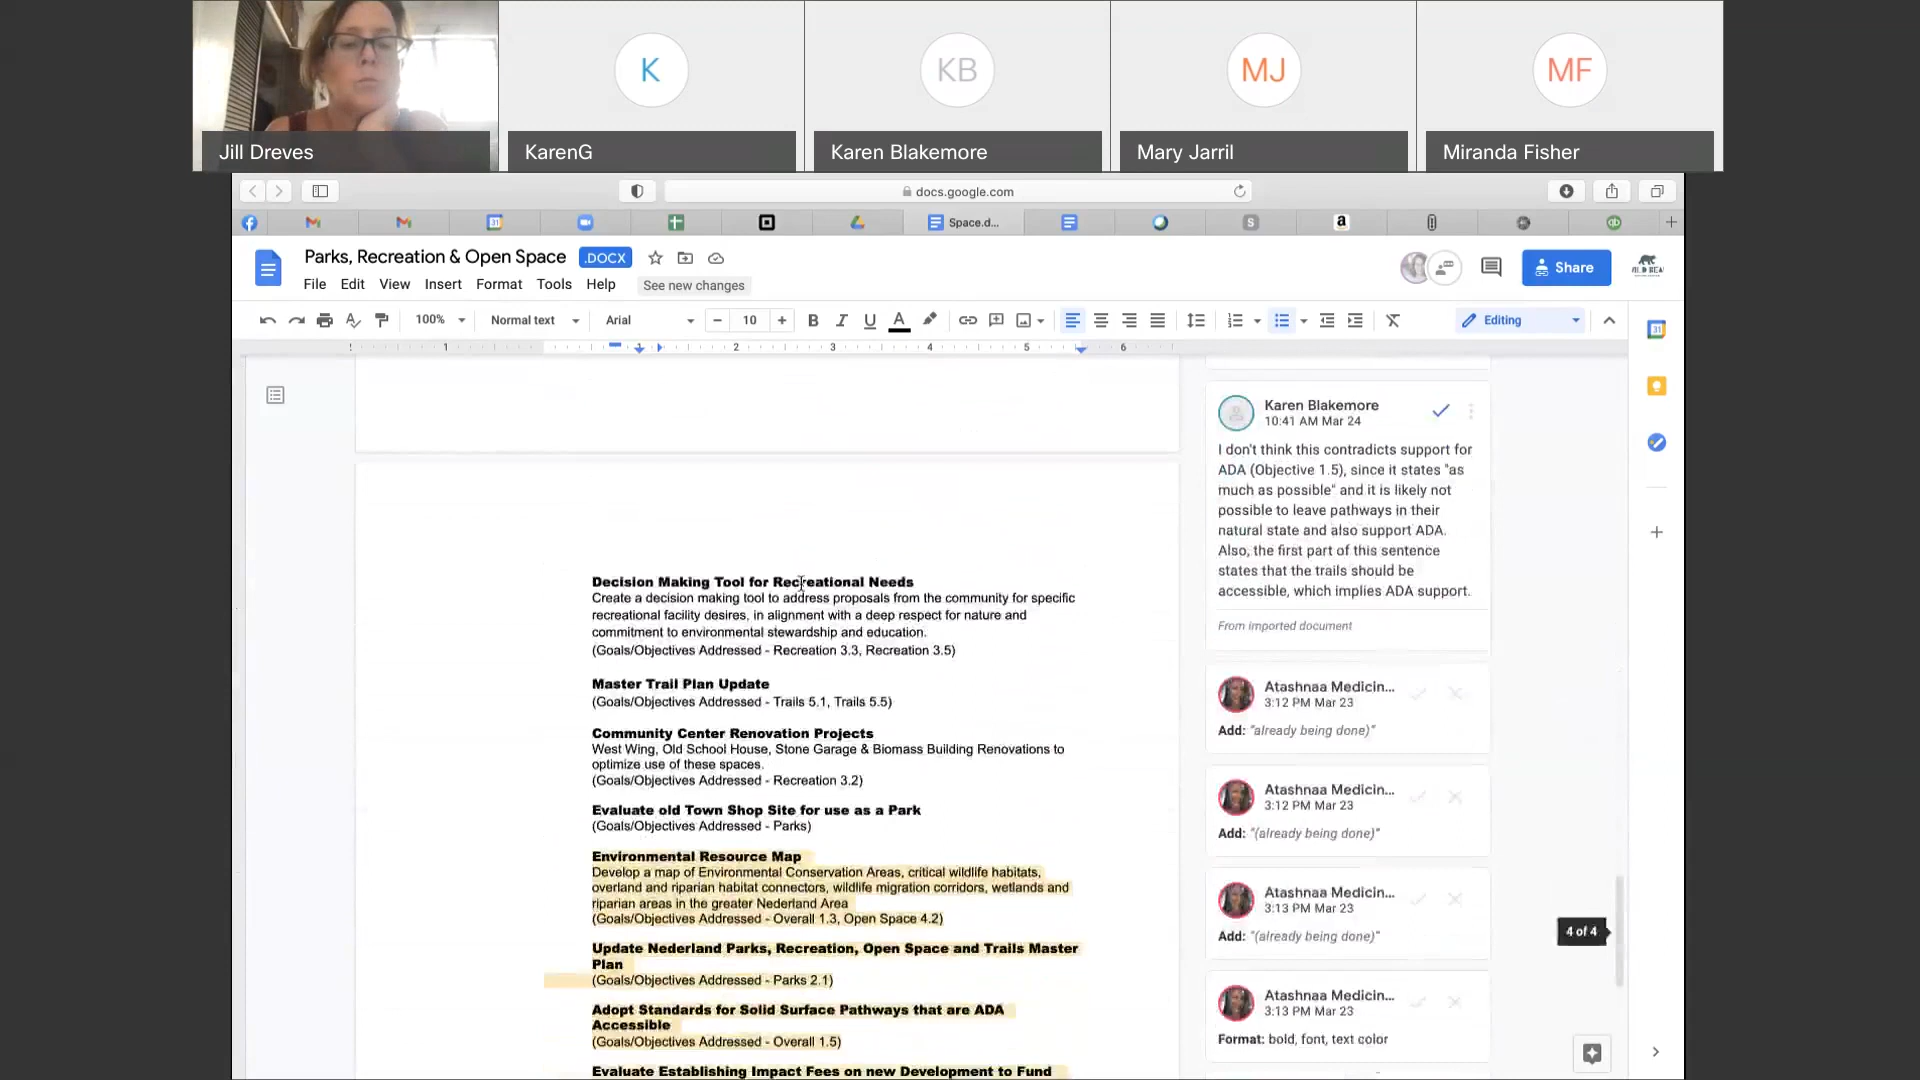 K
KB
MJ
MF
Jill Dreves
KarenG
Karen Blakemore
Mary Jarril
Miranda Fisher
docs.google.com
Space.d...
S
a
Parks, Recreation & Open Space
.DOCX
Share
File Edit View Insert Format Tools Help See new changes
100% Normal text Arial 10 B I U A Editing
1 1 2 3 4 5 6
Decision Making Tool for Recreational Needs
Create a decision making tool to address proposals from the community for specific
recreational facility desires, in alignment with a deep respect for nature and
commitment to environmental stewardship and education.
(Goals/Objectives Addressed - Recreation 3.3, Recreation 3.5)
Master Trail Plan Update
(Goals/Objectives Addressed - Trails 5.1, Trails 5.5)
Community Center Renovation Projects
West Wing, Old School House, Stone Garage & Biomass Building Renovations to
optimize use of these spaces.
(Goals/Objectives Addressed - Recreation 3.2)
Evaluate old Town Shop Site for use as a Park
(Goals/Objectives Addressed - Parks)
Environmental Resource Map
Develop a map of Environmental Conservation Areas, critical wildlife habitats,
overland and riparian habitat connectors, wildlife migration corridors, wetlands and
riparian areas in the greater Nederland Area
(Goals/Objectives Addressed - Overall 1.3, Open Space 4.2)
Update Nederland Parks, Recreation, Open Space and Trails Master
Plan
(Goals/Objectives Addressed - Parks 2.1)
Adopt Standards for Solid Surface Pathways that are ADA
Accessible
(Goals/Objectives Addressed - Overall 1.5)
Evaluate Establishing Impact Fees on new Development to Fund
Karen Blakemore
10:41 AM Mar 24
I don't think this contradicts support for
ADA (Objective 1.5), since it states "as
much as possible" and it is likely not
possible to leave pathways in their
natural state and also support ADA.
Also, the first part of this sentence
states that the trails should be
accessible, which implies ADA support.
From imported document
Atashnaa Medicin...
3:12 PM Mar 23
Add: "already being done)"
Atashnaa Medicin...
3:12 PM Mar 23
Add: "(already being done)"
Atashnaa Medicin...
3:13 PM Mar 23
Add: "(already being done)"
Atashnaa Medicin...
3:13 PM Mar 23
Format: bold, font, text color
4 of 4